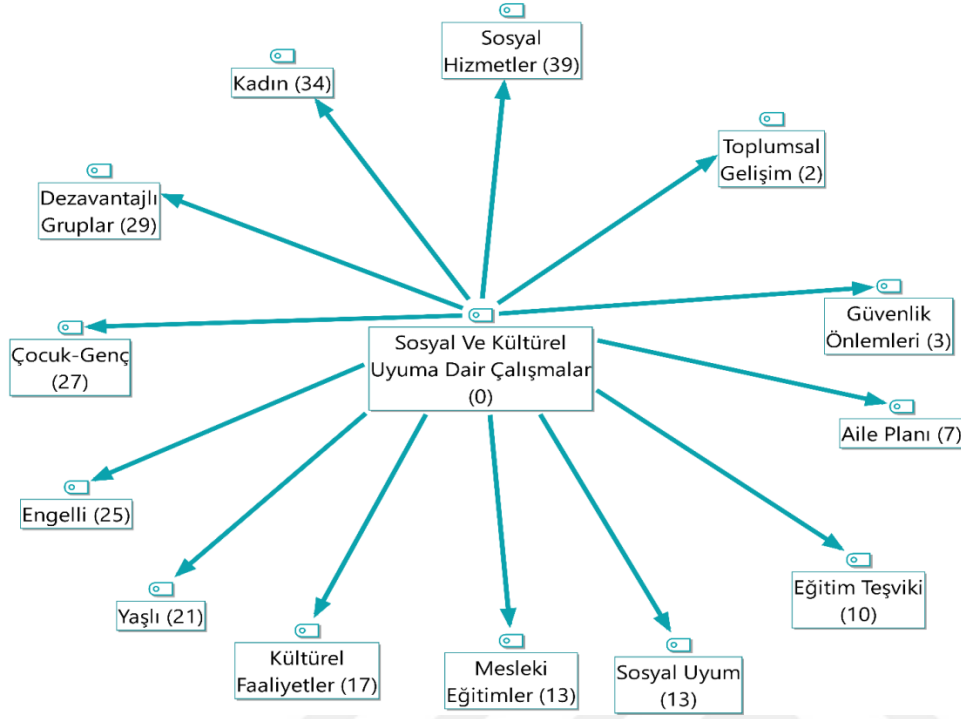 Sosyal
Hizmetler (39)
Kadın (34)
Toplumsal
Gelişim (2)
Dezavantajlı
Gruplar (29)
Güvenlik
Önlemleri (3)
Çocuk-Genç
(27)
Sosyal Ve Kültürel
Uyuma Dair Çalışmalar
(0)
Aile Planı (7)
Engelli (25)
Eğitim Teşviki
(10)
Yaşlı (21)
Kültürel
Faaliyetler (17)
Mesleki
Eğitimler (13)
Sosyal Uyum
(13)